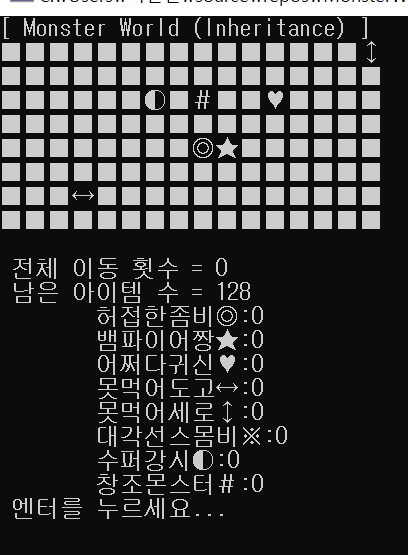 [ Monster World (Inheritance) ]
■■■■■■■■■■■■■■■↕
■■■■■■■■■■■■■■■■
■■■■■■◐■#■■♥■■■■
■■■■■■■■■■■■■■■■
■■■■■■■■◎★■■■■■■
■■■■■■■■■■■■■■■■
■■■↔■■■■■■■■■■■■
■■■■■■■■■■■■■■■■
전체 이동 횟수 = 0
남은 아이템 수 = 128
허접한좀비◎:0
뱀파이어짱★:0
어쩌다귀신♥:0
못먹어도고↔:0
못먹어세로↕:0
대각선스몸비※:0
수퍼강시◐:0
창조몬스터#:0
엔터를 누르세요...